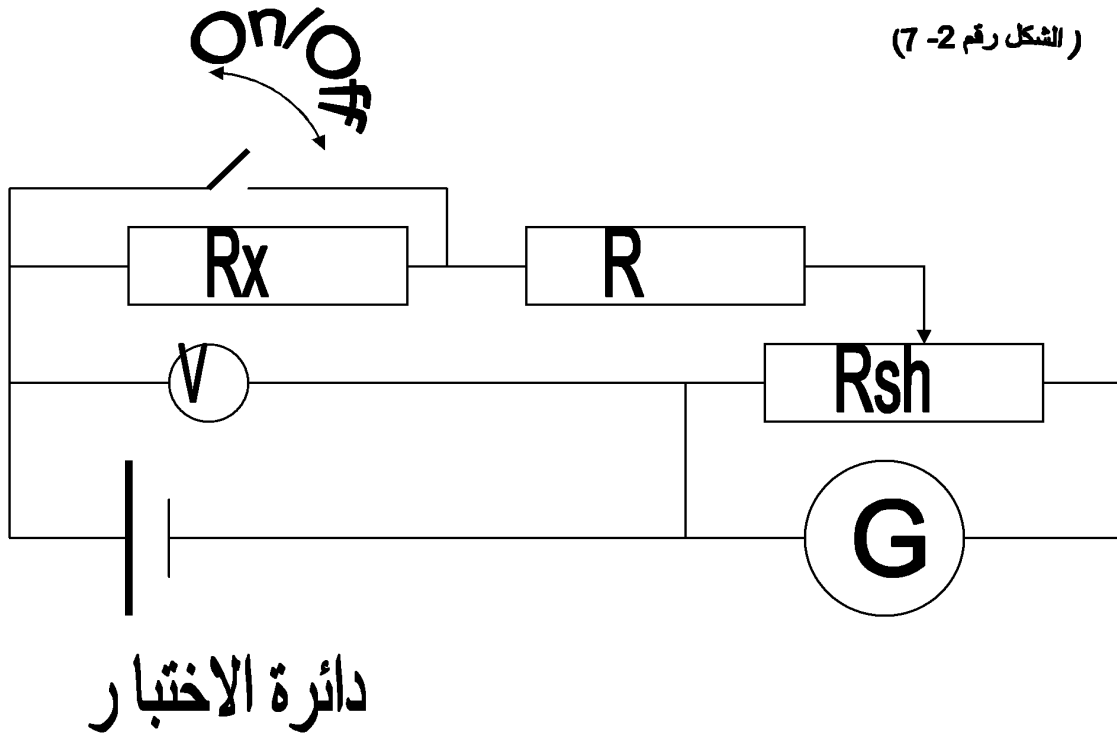 ( الشكل رقم 2- 7)
On/Off
Rx
R
V
Rsh
G
دائرة الاختبا ر